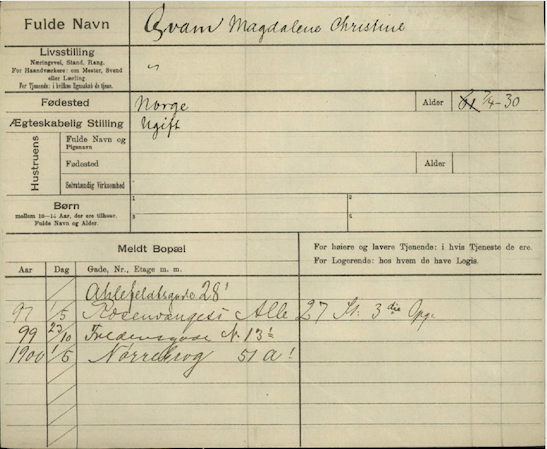 Fulde Navn Qvam Magdalene Christine
Livsstilling
Næringsvei, Stand, Rang.
For Haandværkere: om Mester, Svend
eller Lærling.
For Tjenende: i hvilken Egenskab de tjene.
Fødested Norge Alder 7/4-30
Ægteskabelig Stilling Ugift
Hustruens
Fulde Navn og
Pigenavn
Fødested Alder
Selvstændig Virksomhed
Børn
mellem 10-14 Aar, der ere tilhuse.
Fulde Navn og Alder.
1 2
3 4
Meldt Bopæl
For høiere og lavere Tjenende: i hvis Tjeneste de ere.
For Logerende: hos hvem de have Logis.
Aar Dag Gade, Nr., Etage m. m.
Ahlefeldtsgade 28
97 1/5 Rosenvangets Alle 27 St. 3die Opg.
99 23/10 Fredensgade N. 13
1900 1/5 Nørrebrog 51 A